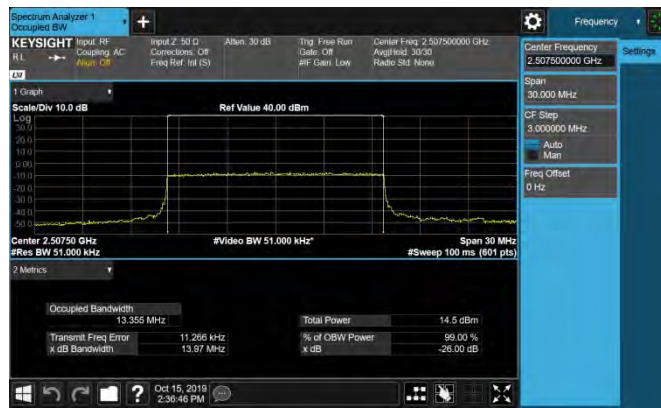 Spectrum Analyzer 1
Occupied BW
+
Frequency
KEYSIGHT Input: RF
Coupling: AC
Align: Off
RL
LXI
Input Z: 50 Ω
Corrections: Off
Freq Ref: Int (S)
Atten: 30 dB
Trig: Free Run
Gate: Off
#IF Gain: Low
Center Freq: 2.507500000 GHz
Avg|Hold: 30/30
Radio Std: None
Center Frequency
2.507500000 GHz
Settings
Span
30.000 MHz
CF Step
3.000000 MHz
Auto
Man
Freq Offset
0 Hz
1 Graph
Scale/Div 10.0 dB
Ref Value 40.00 dBm
Log
30.0
20.0
10.0
0.00
-10.0
-20.0
-30.0
-40.0
-50.0
Center 2.50750 GHz
#Res BW 51.000 kHz
#Video BW 51.000 kHz*
Span 30 MHz
#Sweep 100 ms (601 pts)
2 Metrics
Occupied Bandwidth
13.355 MHz
Total Power 14.5 dBm
Transmit Freq Error 11.266 kHz
% of OBW Power 99.00 %
x dB Bandwidth 13.97 MHz
x dB -26.00 dB
?
Oct 15, 2019
2:36:46 PM